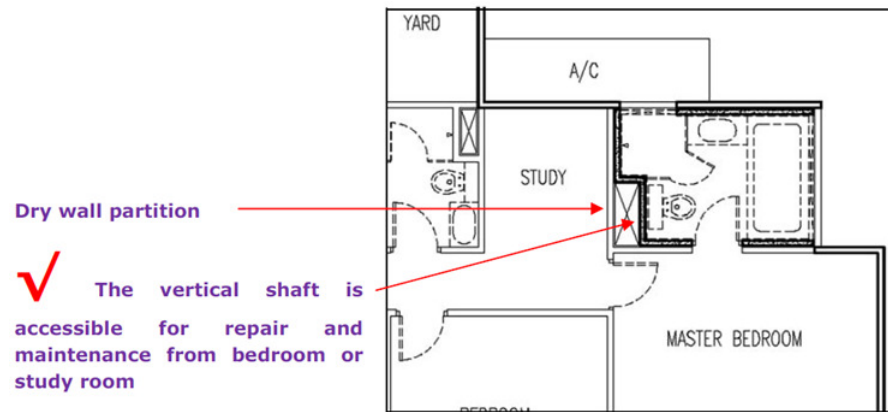 YARD
A/C
STUDY
Dry wall partition
√ The vertical shaft is
accessible for repair and
maintenance from bedroom or
study room
MASTER BEDROOM
BEDROOM